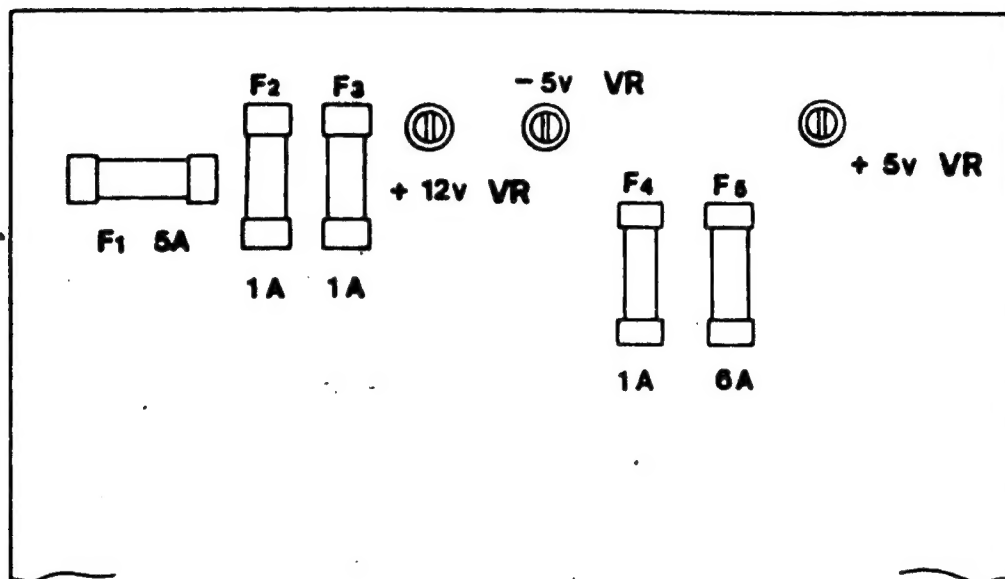 F2 F3
- 5v VR
+ 12v VR
+ 5v VR
F4 F5
F1 5A
1A 1A
1A 6A